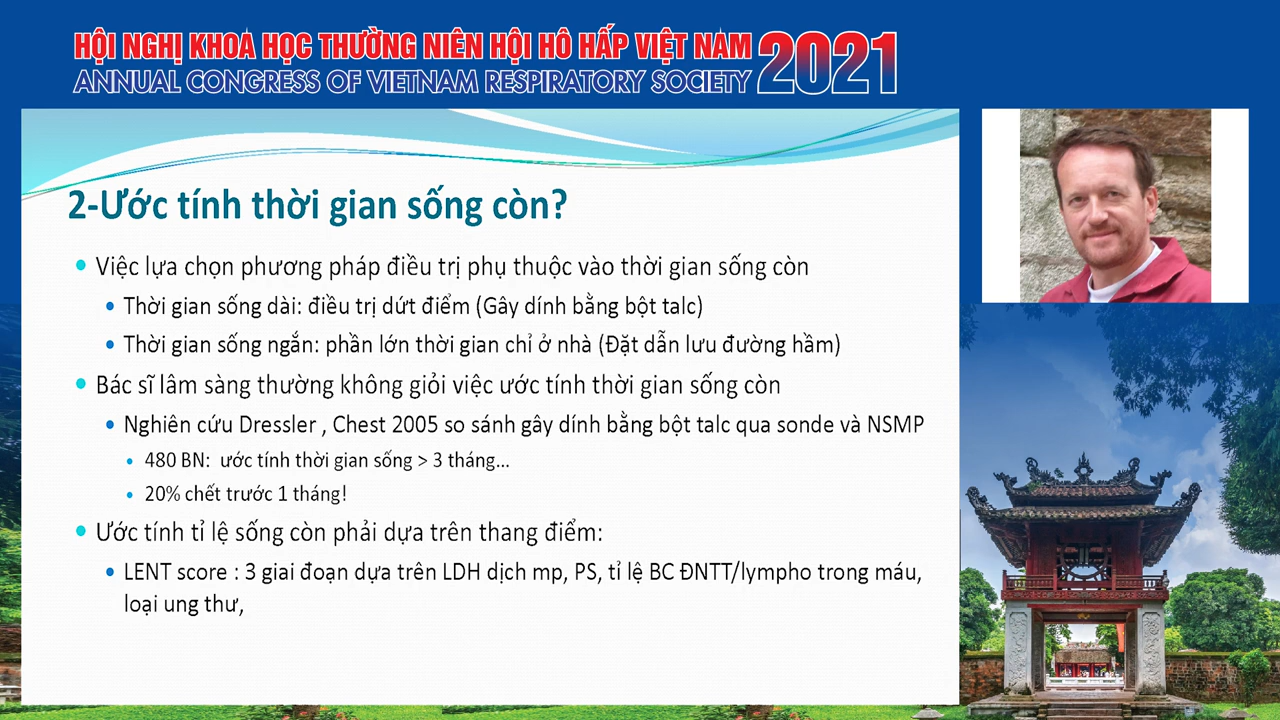 HỘI NGHỊ KHOA HỌC THƯỜNG NIÊN HỘI HÔ HẤP VIỆT NAM 2021
ANNUAL CONGRESS OF VIETNAM RESPIRATORY SOCIETY
2-Ước tính thời gian sống còn?
Việc lựa chọn phương pháp điều trị phụ thuộc vào thời gian sống còn
Thời gian sống dài: điều trị dứt điểm (Gây dính bằng bột talc)
Thời gian sống ngắn: phần lớn thời gian chỉ ở nhà (Đặt dẫn lưu đường hầm)
Bác sĩ lâm sàng thường không giỏi việc ước tính thời gian sống còn
Nghiên cứu Dressler , Chest 2005 so sánh gây dính bằng bột talc qua sonde và NSMP
480 BN:  ước tính thời gian sống > 3 tháng...
20% chết trước 1 tháng!
Ước tính tỉ lệ sống còn phải dựa trên thang điểm:
LENT score : 3 giai đoạn dựa trên LDH dịch mp, PS, tỉ lệ BC ĐNTT/lympho trong máu,
loại ung thư,